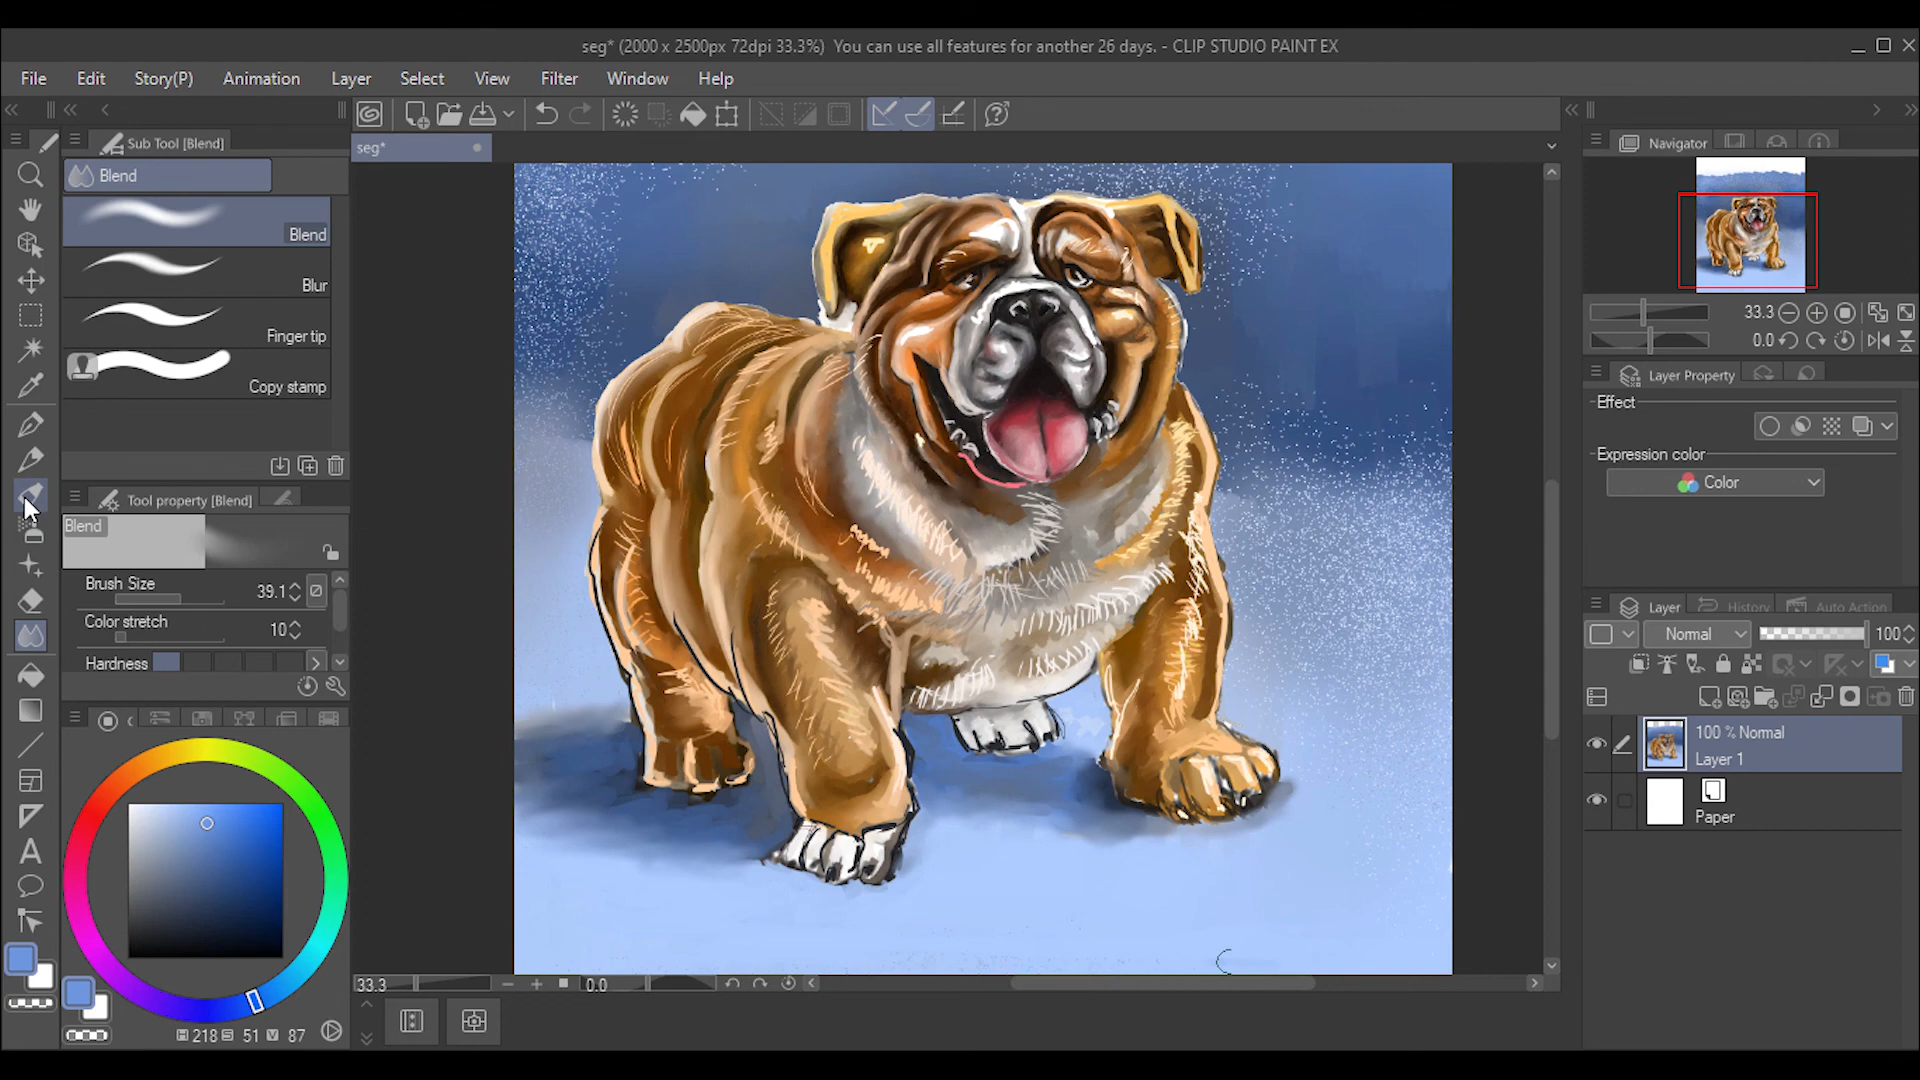 seg* (2000 x 2500px 72dpi 33.3%)  You can use all features for another 26 days. - CLIP STUDIO PAINT EX
File Edit Story(P) Animation Layer Select View Filter Window Help
Sub Tool [Blend]
seg*
Navigator
Blend
Blend
Blur
Finger tip
Copy stamp
33.3
0.0
Layer Property
Effect
Expression color
Color
Tool property [Blend]
Blend
Brush Size 39.1
Color stretch 10
Hardness
Layer History Auto Action
Normal 100
100 % Normal
Layer 1
Paper
33.3 0.0
H 218 S 51 V 87